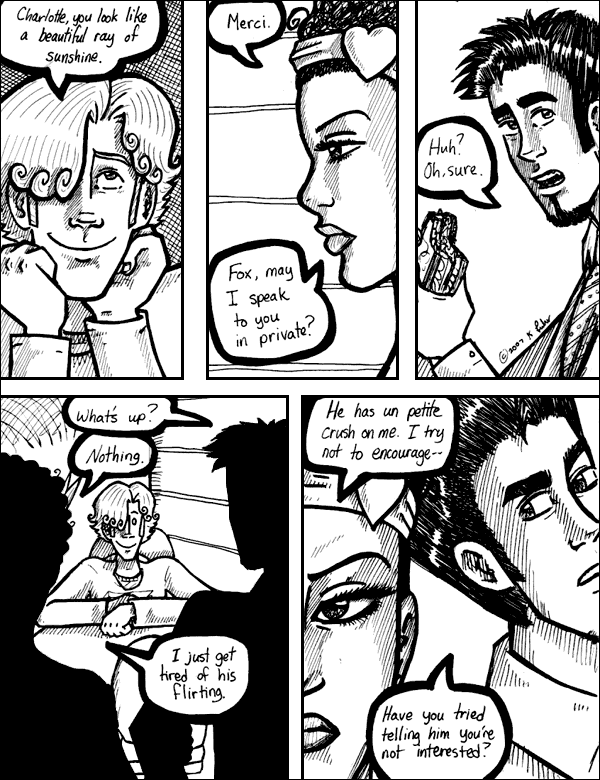 Charlotte, you look like
a beautiful ray of
sunshine.
Merci.
Fox, may
I speak
to you
in private?
Huh?
Oh, sure.
©2007 K
What's up?
Nothing.
I just get
tired of his
flirting.
He has un petite
crush on me. I try
not to encourage--
Have you tried
telling him you're
not interested?